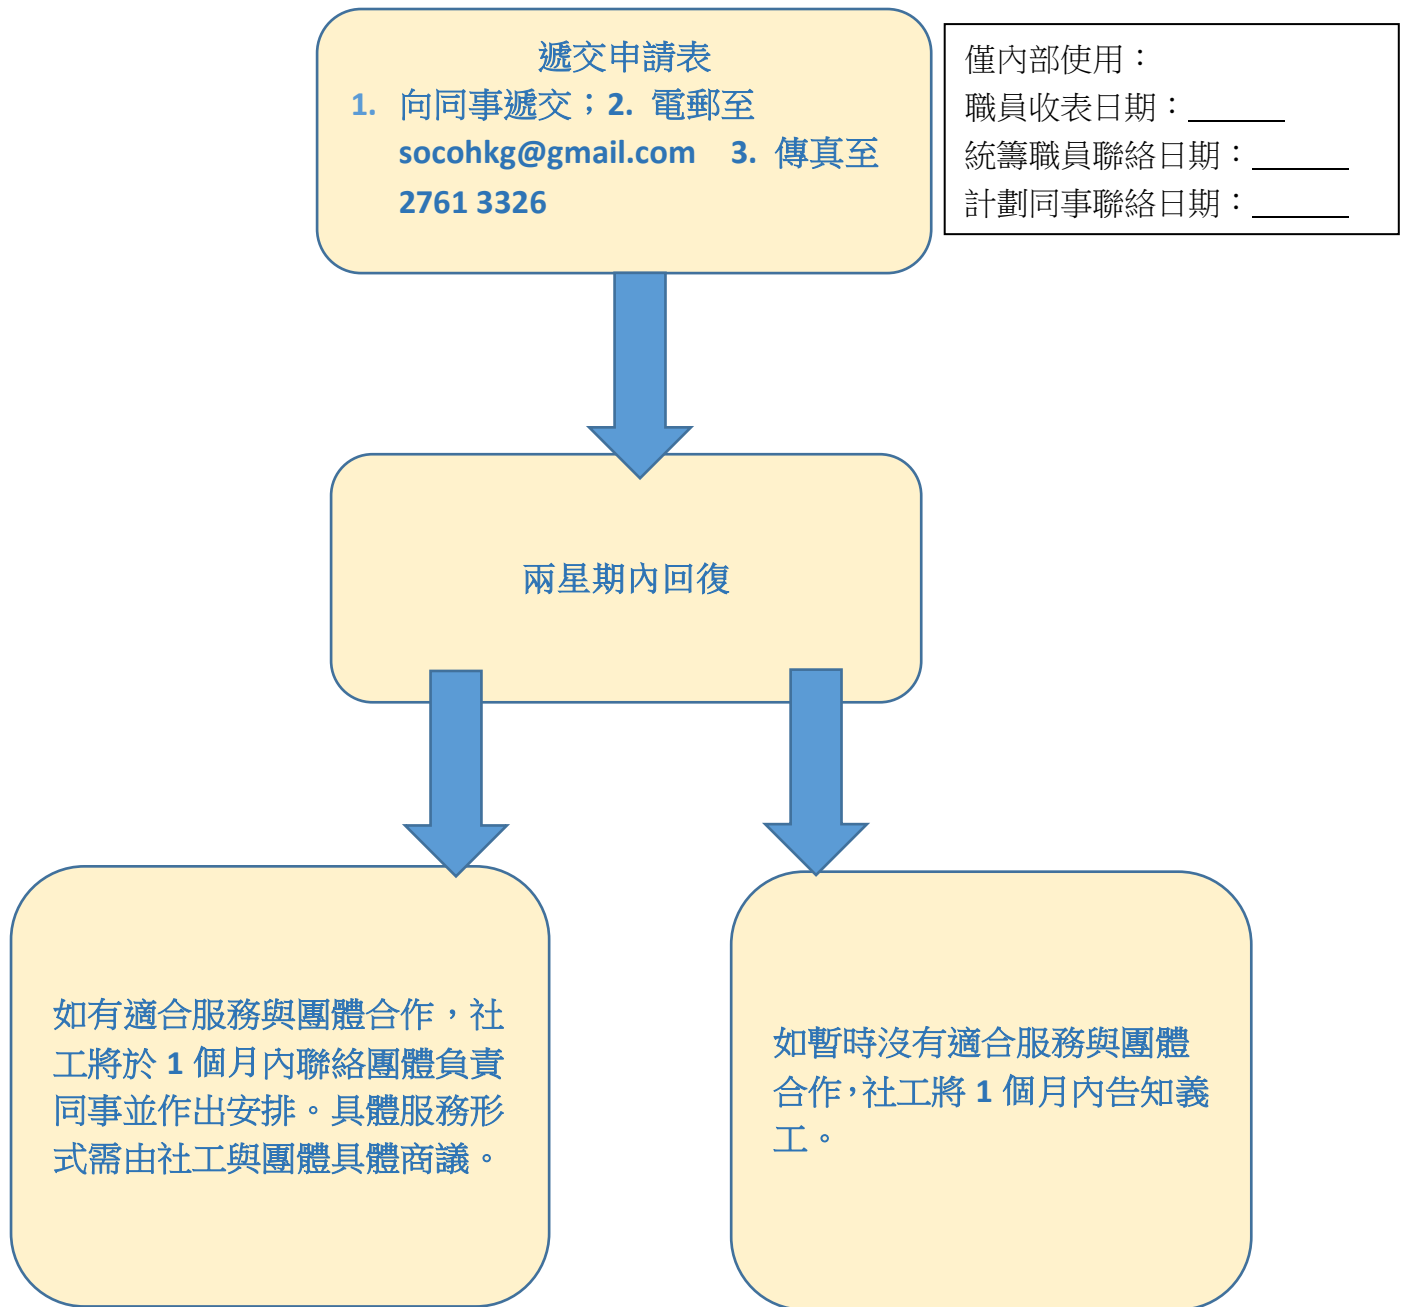 遞交申請表
1. 向同事遞交；2. 電郵至
socohkg@gmail.com 3. 傳真至
2761 3326
僅內部使用：
職員收表日期：______
統籌職員聯絡日期：______
計劃同事聯絡日期：______
兩星期內回復
如有適合服務與團體合作，社
工將於 1 個月內聯絡團體負責
同事並作出安排。具體服務形
式需由社工與團體具體商議。
如暫時沒有適合服務與團體
合作，社工將 1 個月內告知義
工。